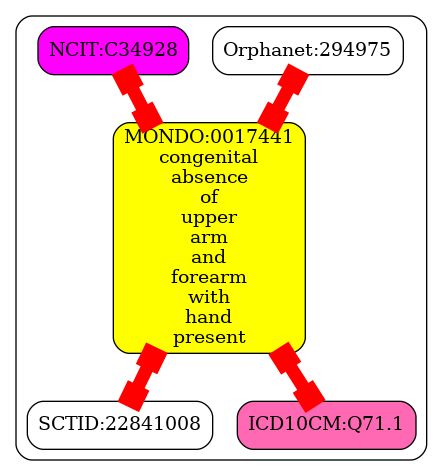 NCIT:C34928
Orphanet:294975
MONDO:0017441
congenital
absence
of
upper
arm
and
forearm
with
hand
present
SCTID:22841008
ICD10CM:Q71.1